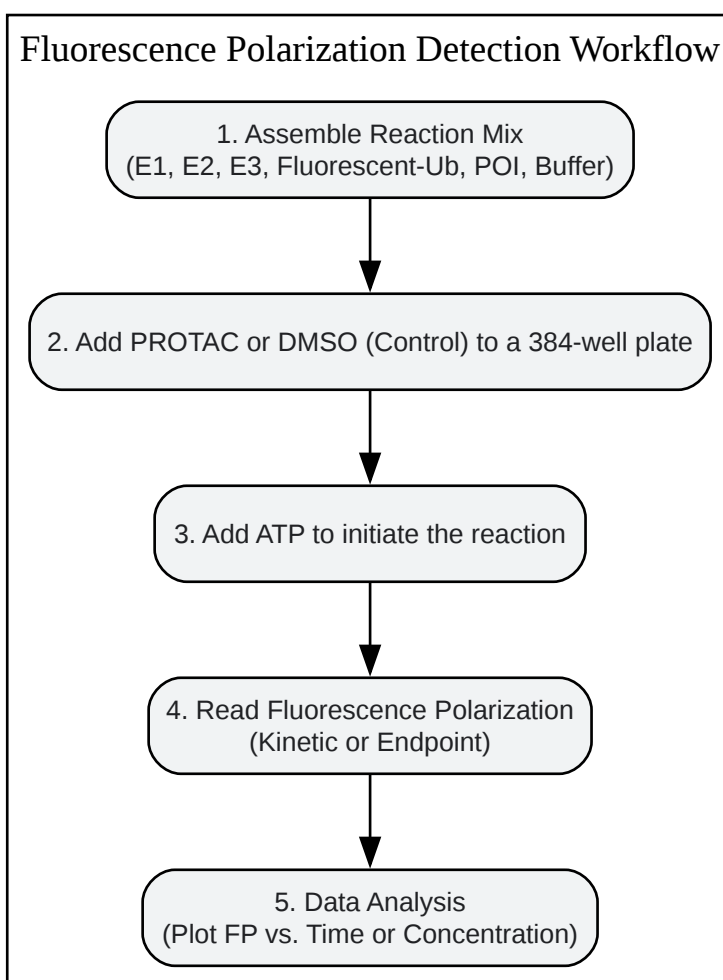 Fluorescence Polarization Detection Workflow
1. Assemble Reaction Mix
(E1, E2, E3, Fluorescent-Ub, POI, Buffer)
2. Add PROTAC or DMSO (Control) to a 384-well plate
3. Add ATP to initiate the reaction
4. Read Fluorescence Polarization
(Kinetic or Endpoint)
5. Data Analysis
(Plot FP vs. Time or Concentration)